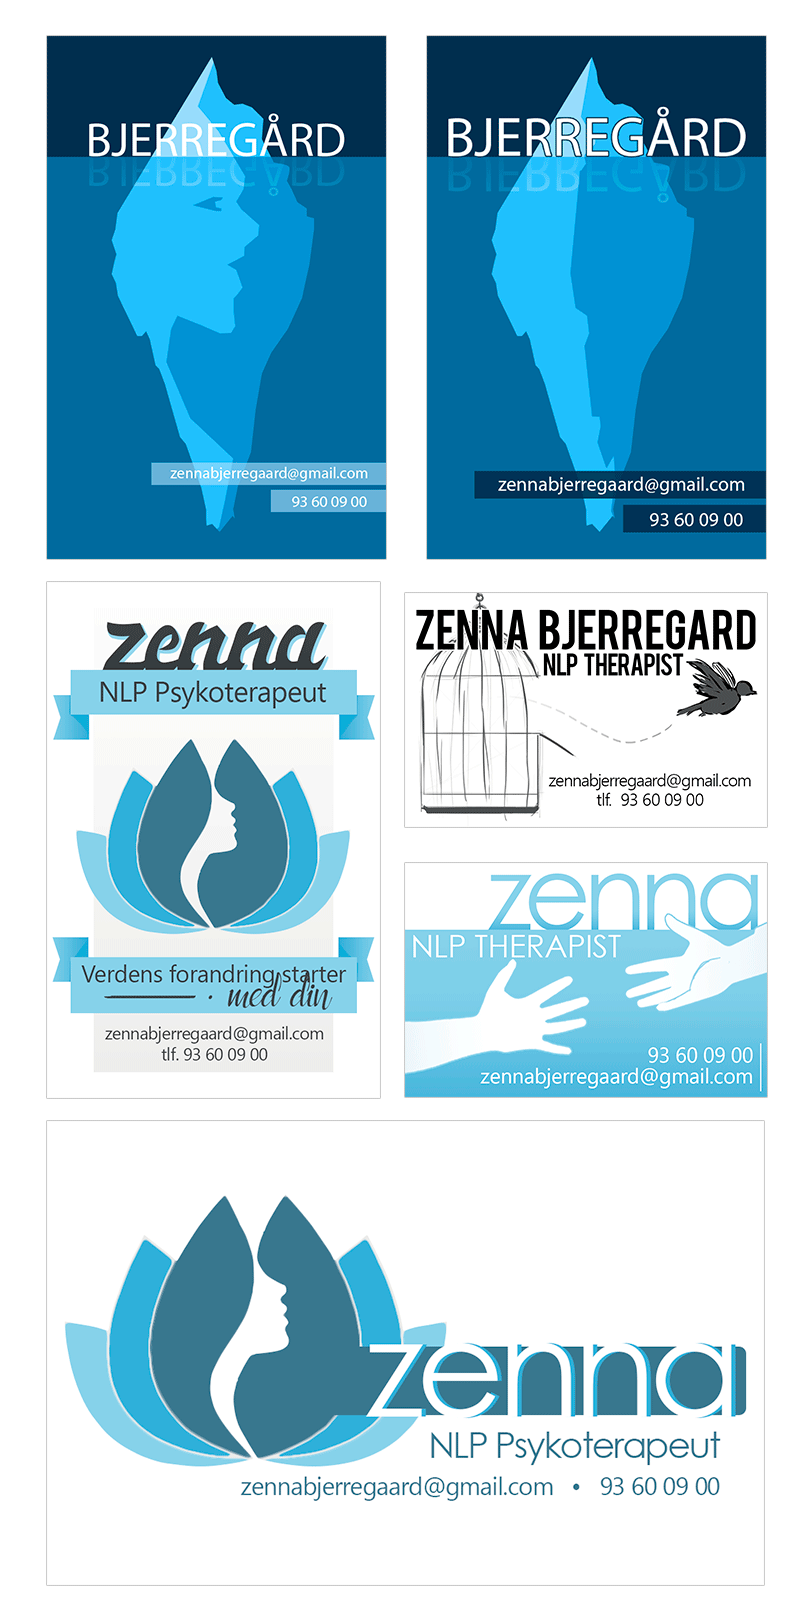 BJERREGÅRD
zennabjerregaard@gmail.com
93 60 09 00
BJERREGÅRD
zennabjerregaard@gmail.com
93 60 09 00
zenna
NLP Psykoterapeut
Verdens forandring starter
med din
zennabjerregaard@gmail.com
tlf. 93 60 09 00
ZENNA BJERREGARD
NLP THERAPIST
zennabjerregaard@gmail.com
tlf. 93 60 09 00
zenna
NLP THERAPIST
93 60 09 00
zennabjerregaard@gmail.com
zenna
NLP Psykoterapeut
zennabjerregaard@gmail.com • 93 60 09 00